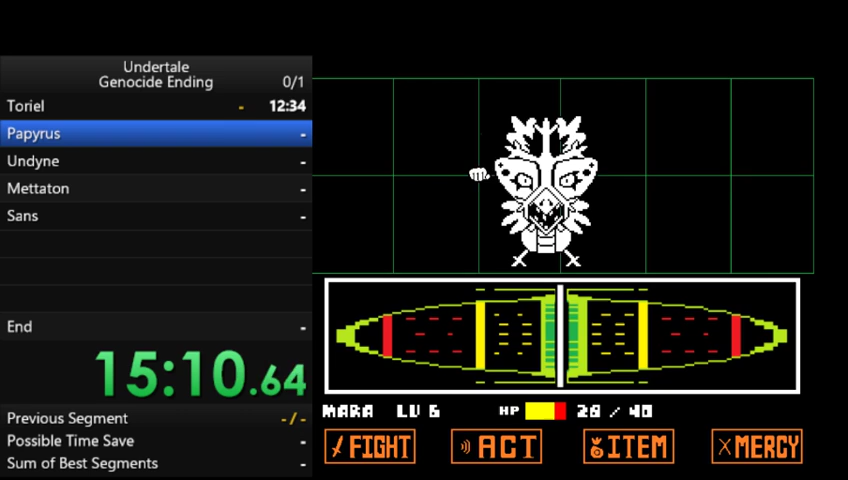 Undertale
Genocide Ending 0/1
Toriel - 12:34
Papyrus -
Undyne -
Mettaton -
Sans -
End -
15:10.64
Previous Segment - / -
Possible Time Save -
Sum of Best Segments -
MARA LV 6 HP 28 / 40
FIGHT ACT ITEM MERCY